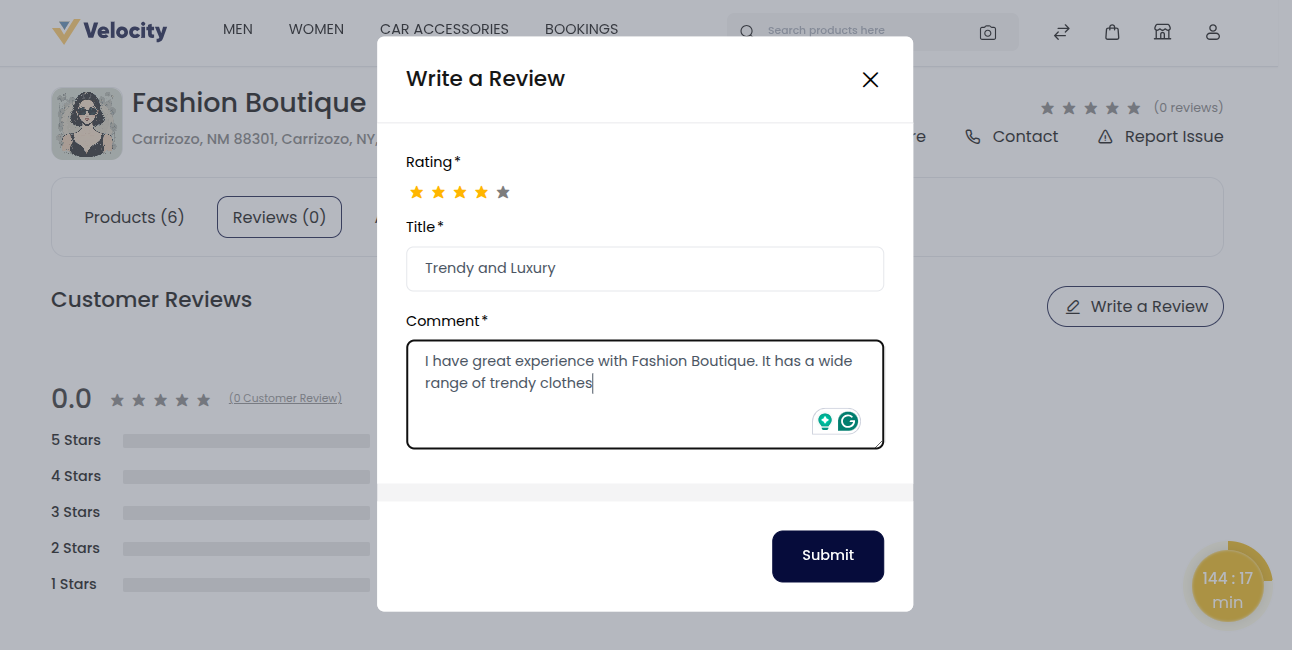 Velocity
MEN WOMEN CAR ACCESSORIES BOOKINGS
Search products here
Fashion Boutique
Carrizozo, NM 88301, Carrizozo, NY,
(0 reviews)
Contact
Report Issue
Products (6)
Reviews (0)
Customer Reviews
Write a Review
0.0
(0 Customer Review)
5 Stars
4 Stars
3 Stars
2 Stars
1 Stars
Write a Review
Rating*
Title*
Trendy and Luxury
Comment*
I have great experience with Fashion Boutique. It has a wide
range of trendy clothes
Submit
144 : 17
min